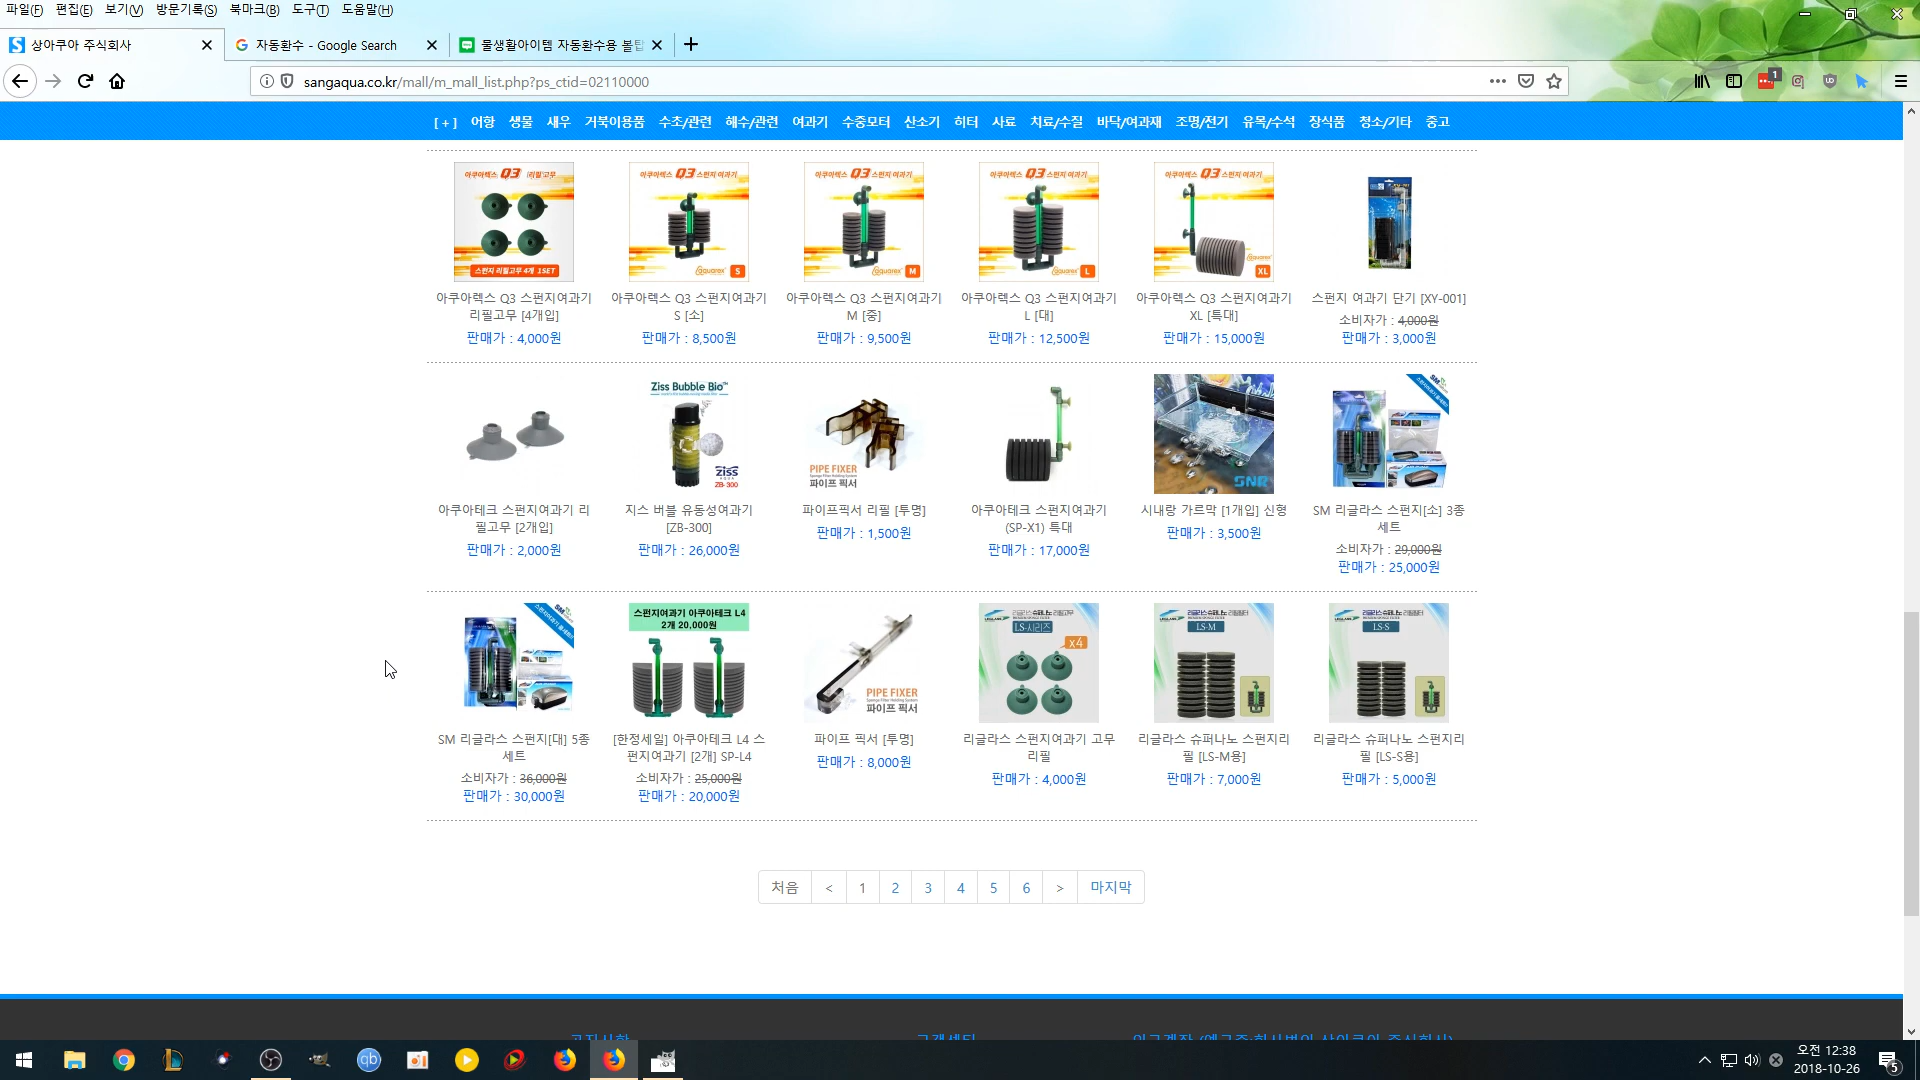 파일(F) 편집(E) 보기(V) 방문기록(S) 북마크(B) 도구(T) 도움말(H)
상아쿠아 주식회사
자동환수 - Google Search
물생활아이템 자동환수용 볼탑
sangaqua.co.kr/mall/m_mall_list.php?ps_ctid=02110000
[ + ] 어항 생물 새우 거북이용품 수초/관련 해수/관련 여과기 수중모터 산소기 히터 사료 치료/수질 바닥/여과재 조명/전기 유목/수석 장식품 청소/기타 중고
아쿠아렉스 Q3 리필고무
스펀지 리필고무 4개 1SET
아쿠아렉스 Q3 스펀지여과기
리필고무 [4개입]
판매가 : 4,000원
아쿠아렉스 Q3 스펀지 여과기
aquarex S
아쿠아렉스 Q3 스펀지여과기
S [소]
판매가 : 8,500원
아쿠아렉스 Q3 스펀지 여과기
aquarex M
아쿠아렉스 Q3 스펀지여과기
M [중]
판매가 : 9,500원
아쿠아렉스 Q3 스펀지 여과기
aquarex L
아쿠아렉스 Q3 스펀지여과기
L [대]
판매가 : 12,500원
아쿠아렉스 Q3 스펀지 여과기
aquarex XL
아쿠아렉스 Q3 스펀지여과기
XL [특대]
판매가 : 15,000원
스펀지 여과기 단기 [XY-001]
소비자가 : 4,000원
판매가 : 3,000원
아쿠아테크 스펀지여과기 리
필고무 [2개입]
판매가 : 2,000원
Ziss Bubble Bio™
ZISS
AQUA
ZB- 300
지스 버블 유동성여과기
[ZB-300]
판매가 : 26,000원
PIPE FIXER
Sponge Filter Holding System
파이프 픽서
파이프픽서 리필 [투명]
판매가 : 1,500원
아쿠아테크 스펀지여과기
(SP-X1) 특대
판매가 : 17,000원
SNR
시내랑 가르막 [1개입] 신형
판매가 : 3,500원
SM
SM 리글라스 스펀지[소] 3종
세트
소비자가 : 29,000원
판매가 : 25,000원
SM
SM 리글라스 스펀지[대] 5종
세트
소비자가 : 36,000원
판매가 : 30,000원
스펀지여과기 아쿠아테크 L4
2개 20,000원
[한정세일] 아쿠아테크 L4 스
펀지여과기 [2개] SP-L4
소비자가 : 25,000원
판매가 : 20,000원
PIPE FIXER
Sponge Filter Holding System
파이프 픽서
파이프 픽서 [투명]
판매가 : 8,000원
LS-시리즈
x4
리글라스 스펀지여과기 고무
리필
판매가 : 4,000원
LS-M
리글라스 슈퍼나노 스펀지리
필 [LS-M용]
판매가 : 7,000원
LS-S
리글라스 슈퍼나노 스펀지리
필 [LS-S용]
판매가 : 5,000원
처음 < 1 2 3 4 5 6 > 마지막
공지사항 고객센터
오전 12:38
2018-10-26
5